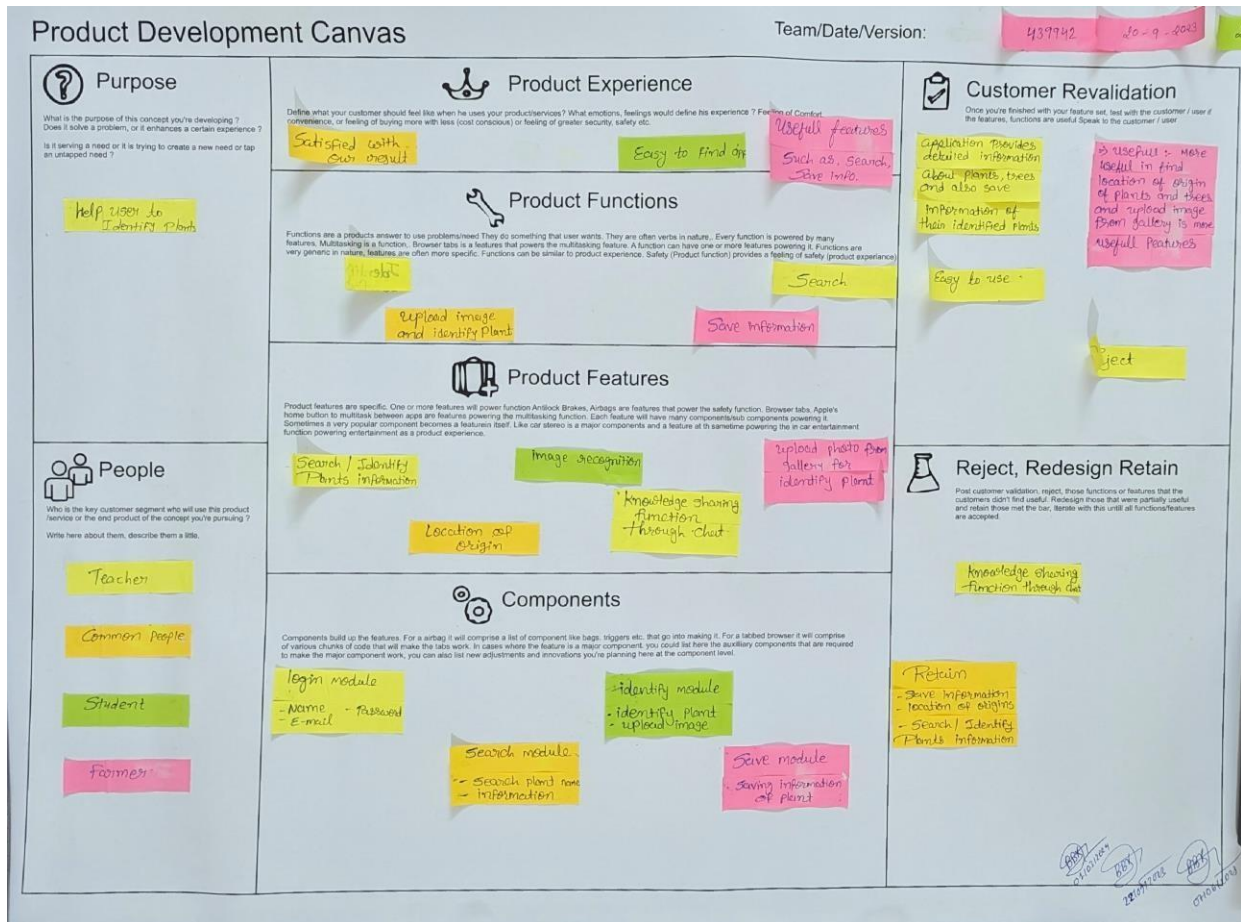 Product Development Canvas
Team/Date/Version:
437742
20-9-2023
Purpose
What is the purpose of this concept you're developing ?
Does it solve a problem, or it enhances a certain experience ?
Is it serving a need or it is trying to create a new need or tap
an untapped need ?
help user to
Identify Plants
People
Who is the key customer segment who will use this product
/service or the end product of the concept you're pursuing ?
Write here about them, describe them a little.
Teacher
Common People
Student
Farmer
Product Experience
Define what your customer should feel like when he uses your product/services? What emotions, feelings would define his experience ? Feeling of Comfort,
convenience, or feeling of buying more with less (cost conscious) or feeling of greater security, safety etc.
Satisfied with
Our result
Easy to find
Usefull features
Such as, Search,
Save Info.
Product Functions
Functions are a products answer to use problems/need They do something that user wants. They are often verbs in nature,. Every function is powered by many
features, Multitasking is a function,. Browser tabs is a features that powers the multitasking feature. A function can have one or more features powering it. Functions are
very generic in nature, features are often more specific. Functions can be similar to product experience. Safety (Product function) provides a feeling of safety (product experiance)
Search
Upload image
and identify Plant
Save Information
Product Features
Product features are specific. One or more features will power function Antilock Brakes, Airbags are features that power the safety function. Browser tabs, Apple's
home button to multitask between apps are features powering the multitasking function. Each feature will have many components/sub components powering it.
Sometimes a very popular component becomes a featurein itself. Like car stereo is a major components and a feature at th sametime powering the in car entertainment
function powering entertainment as a product experience.
Search / Identify
Plants information
Image recognition
upload photo from
gallery for
identify plant
Location of
Origin
Knowledge sharing
function
through chat
Components
Components build up the features. For a airbag it will comprise a list of component like bags, triggers etc. that go into making it. For a tabbed browser it will comprise
of various chunks of code that will make the tabs work. In cases where the feature is a major component, you could list here the auxilliary components that are required
to make the major component work, you can also list new adjustments and innovations you're planning here at the component level.
login module
- Name - Password
- E-mail
identify module
- identify plant
- upload image
Search module
- Search plant name
- information
Save module
- Saving information
of plant
Customer Revalidation
Once you're finished with your feature set, test with the customer / user if
the features, functions are useful Speak to the customer / user
application Provides
detailed information
About plants, trees
and also save
information of
their identified plants
usefull :- more
useful in find
location of origin
of plants and trees
and upload image
from gallery is more
usefull features
Easy to use
Reject
Reject, Redesign Retain
Post customer validation, reject, those functions or features that the
customers didn't find useful. Redesign those that were partially useful
and retain those met the bar, iterate with this untill all functions/features
are accepted.
Knowledge sharing
function through chat
Retain
- Save information
- location of origins
- Search / Identify
Plants information